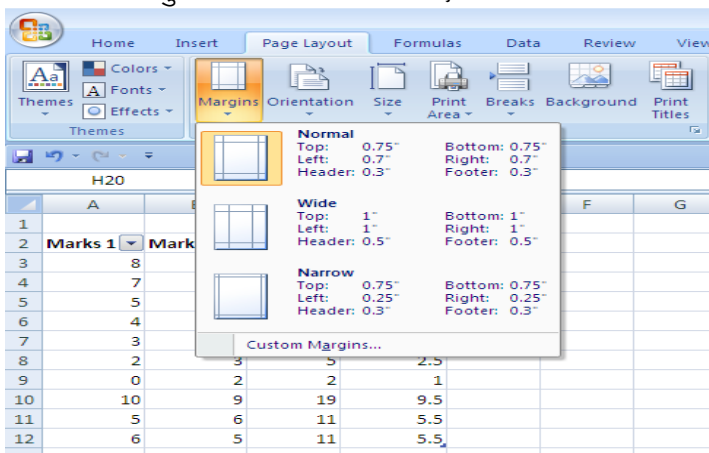 Home Insert Page Layout Formulas Data Review View
Themes Colors Fonts Effects Margins Orientation Size Print Area Breaks Background Print Titles
Themes
Normal
Top: 0.75" Bottom: 0.75"
Left: 0.7" Right: 0.7"
Header: 0.3" Footer: 0.3"
Wide
Top: 1" Bottom: 1"
Left: 1" Right: 1"
Header: 0.5" Footer: 0.5"
Narrow
Top: 0.75" Bottom: 0.75"
Left: 0.25" Right: 0.25"
Header: 0.3" Footer: 0.3"
Custom Margins...
H20
A F G
1
2 Marks 1 Mark
3 8
4 7
5 5
6 4
7 3
8 2 3 5 2.5
9 0 2 2 1
10 10 9 19 9.5
11 5 6 11 5.5
12 6 5 11 5.5